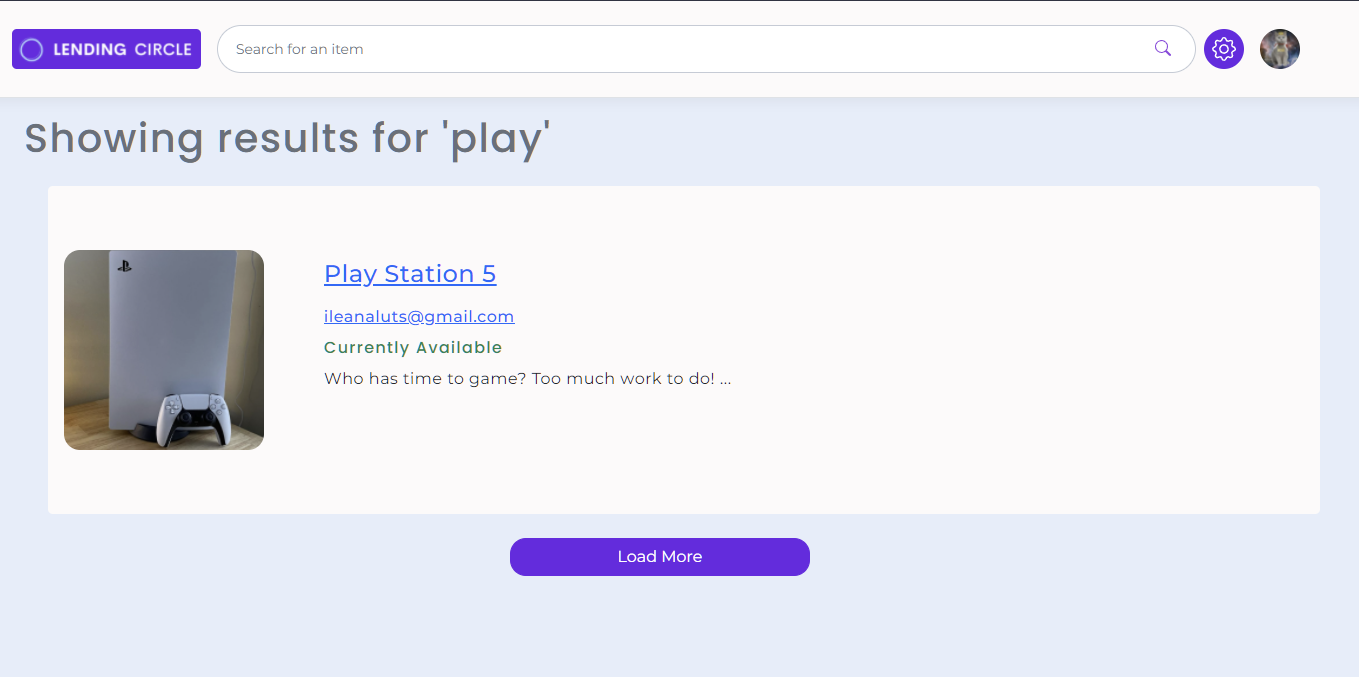 LENDING CIRCLE
Search for an item
Showing results for 'play'
Play Station 5
ileanaluts@gmail.com
Currently Available
Who has time to game? Too much work to do! ...
Load More